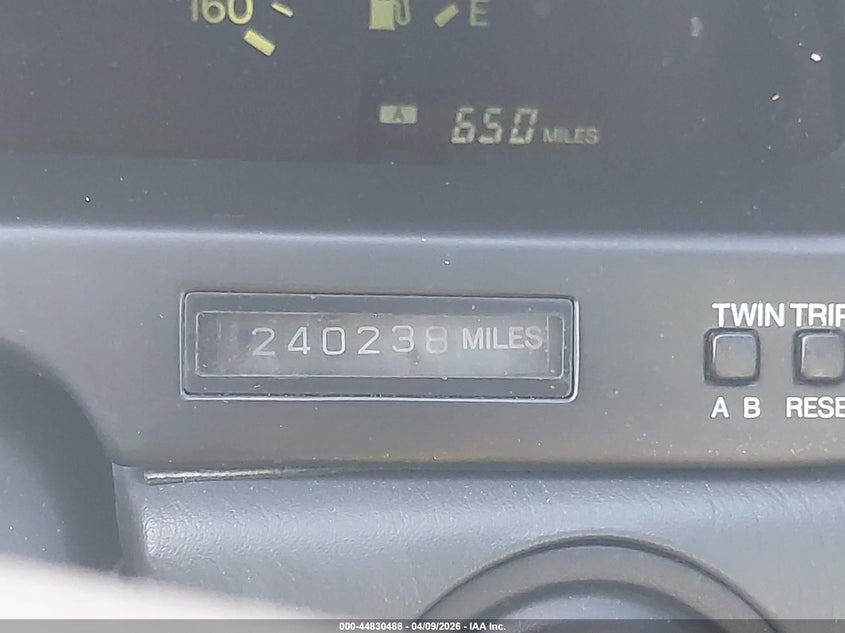 160
E
A 650 MILES
240238 MILES
TWIN TRIP
A B RESE
000-44830488 - 04/09/2026 - IAA Inc.